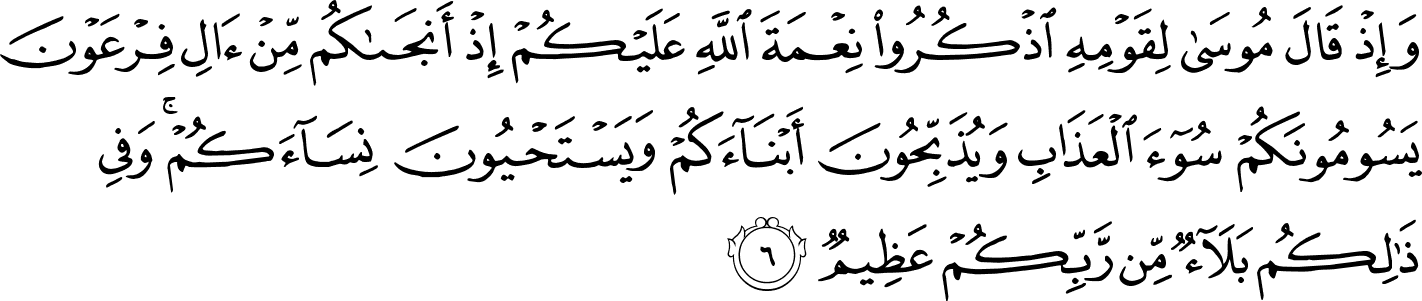 وَإِذۡ قَالَ مُوسَىٰ لِقَوۡمِهِ ٱذۡكُرُواْ نِعۡمَةَ ٱللَّهِ عَلَيۡكُمۡ إِذۡ أَنجَىٰكُم مِّنۡ ءَالِ فِرۡعَوۡنَ
يَسُومُونَكُمۡ سُوٓءَ ٱلۡعَذَابِ وَيُذَبِّحُونَ أَبۡنَآءَكُمۡ وَيَسۡتَحۡيُونَ نِسَآءَكُمۡۚ وَفِي
ذَٰلِكُم بَلَآءٞ مِّن رَّبِّكُمۡ عَظِيمٞ ٦